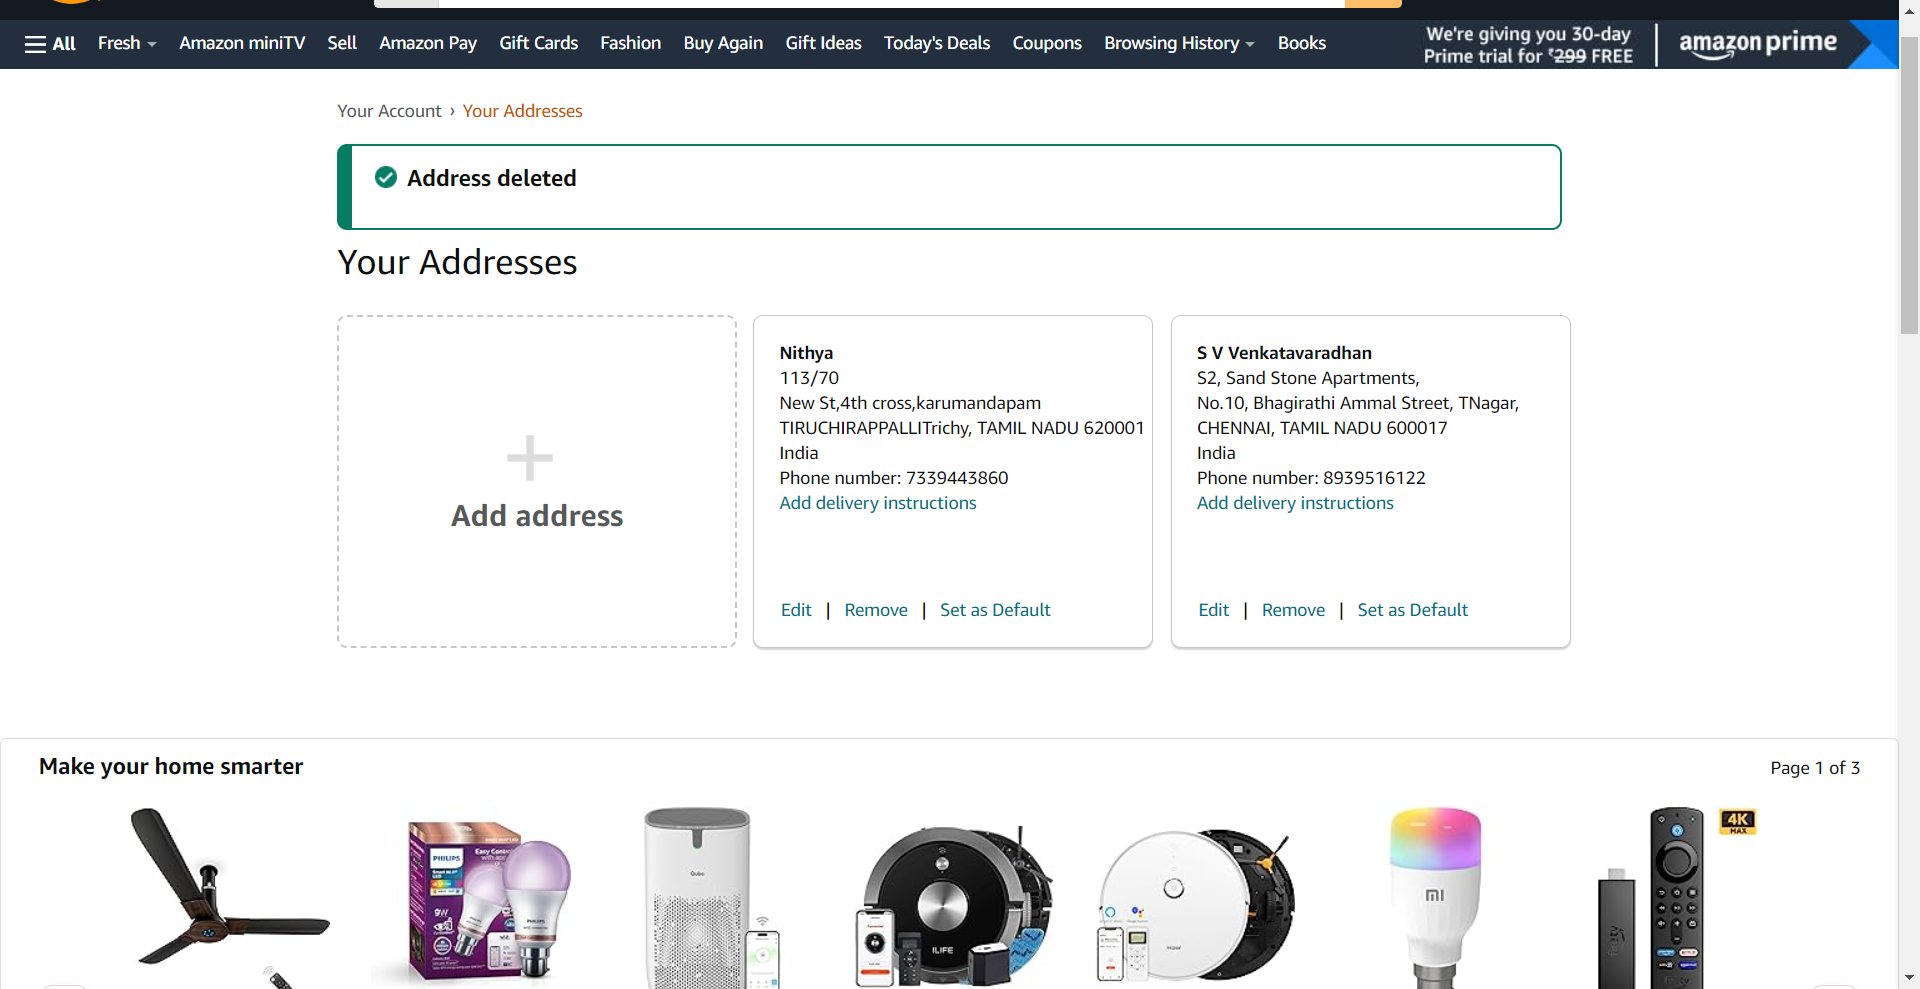 All
Fresh
Amazon miniTV
Sell
Amazon Pay
Gift Cards
Fashion
Buy Again
Gift Ideas
Today's Deals
Coupons
Browsing History
Books
We're giving you 30-day
Prime trial for ₹299 FREE
amazon prime
Your Account › Your Addresses
Address deleted
Your Addresses
Add address
Nithya
113/70
New St,4th cross,karumandapam
TIRUCHIRAPPALLITrichy, TAMIL NADU 620001
India
Phone number: 7339443860
Add delivery instructions
Edit | Remove | Set as Default
S V Venkatavaradhan
S2, Sand Stone Apartments,
No.10, Bhagirathi Ammal Street, TNagar,
CHENNAI, TAMIL NADU 600017
India
Phone number: 8939516122
Add delivery instructions
Edit | Remove | Set as Default
Make your home smarter
Page 1 of 3
PHILIPS
Easy Control
9W
PHILIPS
Qubo
ILIFE
MI
4K
MAX